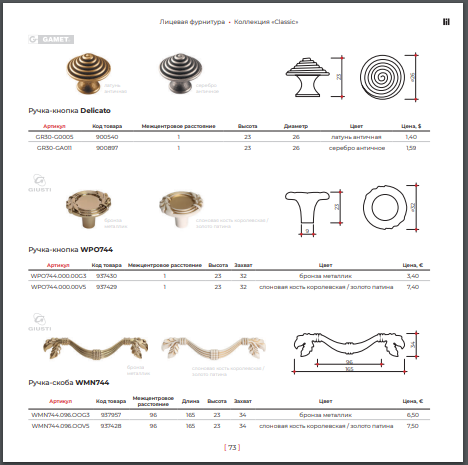 Лицевая фурнитура • Коллекция «Classic»
GAMET
латунь
античная
серебро
античное
23
⌀26
Ручка-кнопка Delicato
Артикул Код товара Межцентровое расстояние Высота Диаметр Цвет Цена, $
GR30-G0005 900540 1 23 26 латунь античная 1,40
GR30-GA011 900897 1 23 26 серебро античное 1,59
GIUSTI
бронза
металлик
слоновая кость королевская /
золото патина
23
9
⌀32
Ручка-кнопка WPO744
Артикул Код товара Межцентровое расстояние Высота Захват Цвет Цена, €
WPO744.000.00G3 937430 1 23 32 бронза металлик 3,40
WPO744.000.00V5 937429 1 23 32 слоновая кость королевская / золото патина 7,40
GIUSTI
бронза
металлик
слоновая кость королевская /
золото патина
34
96
165
Ручка-скоба WMN744
Артикул Код товара Межцентровое расстояние Длина Высота Захват Цвет Цена, €
WMN744.096.OOG3 937957 96 165 23 34 бронза металлик 6,50
WMN744.096.OOV5 937428 96 165 23 34 слоновая кость королевская / золото патина 7,50
[ 73 ]